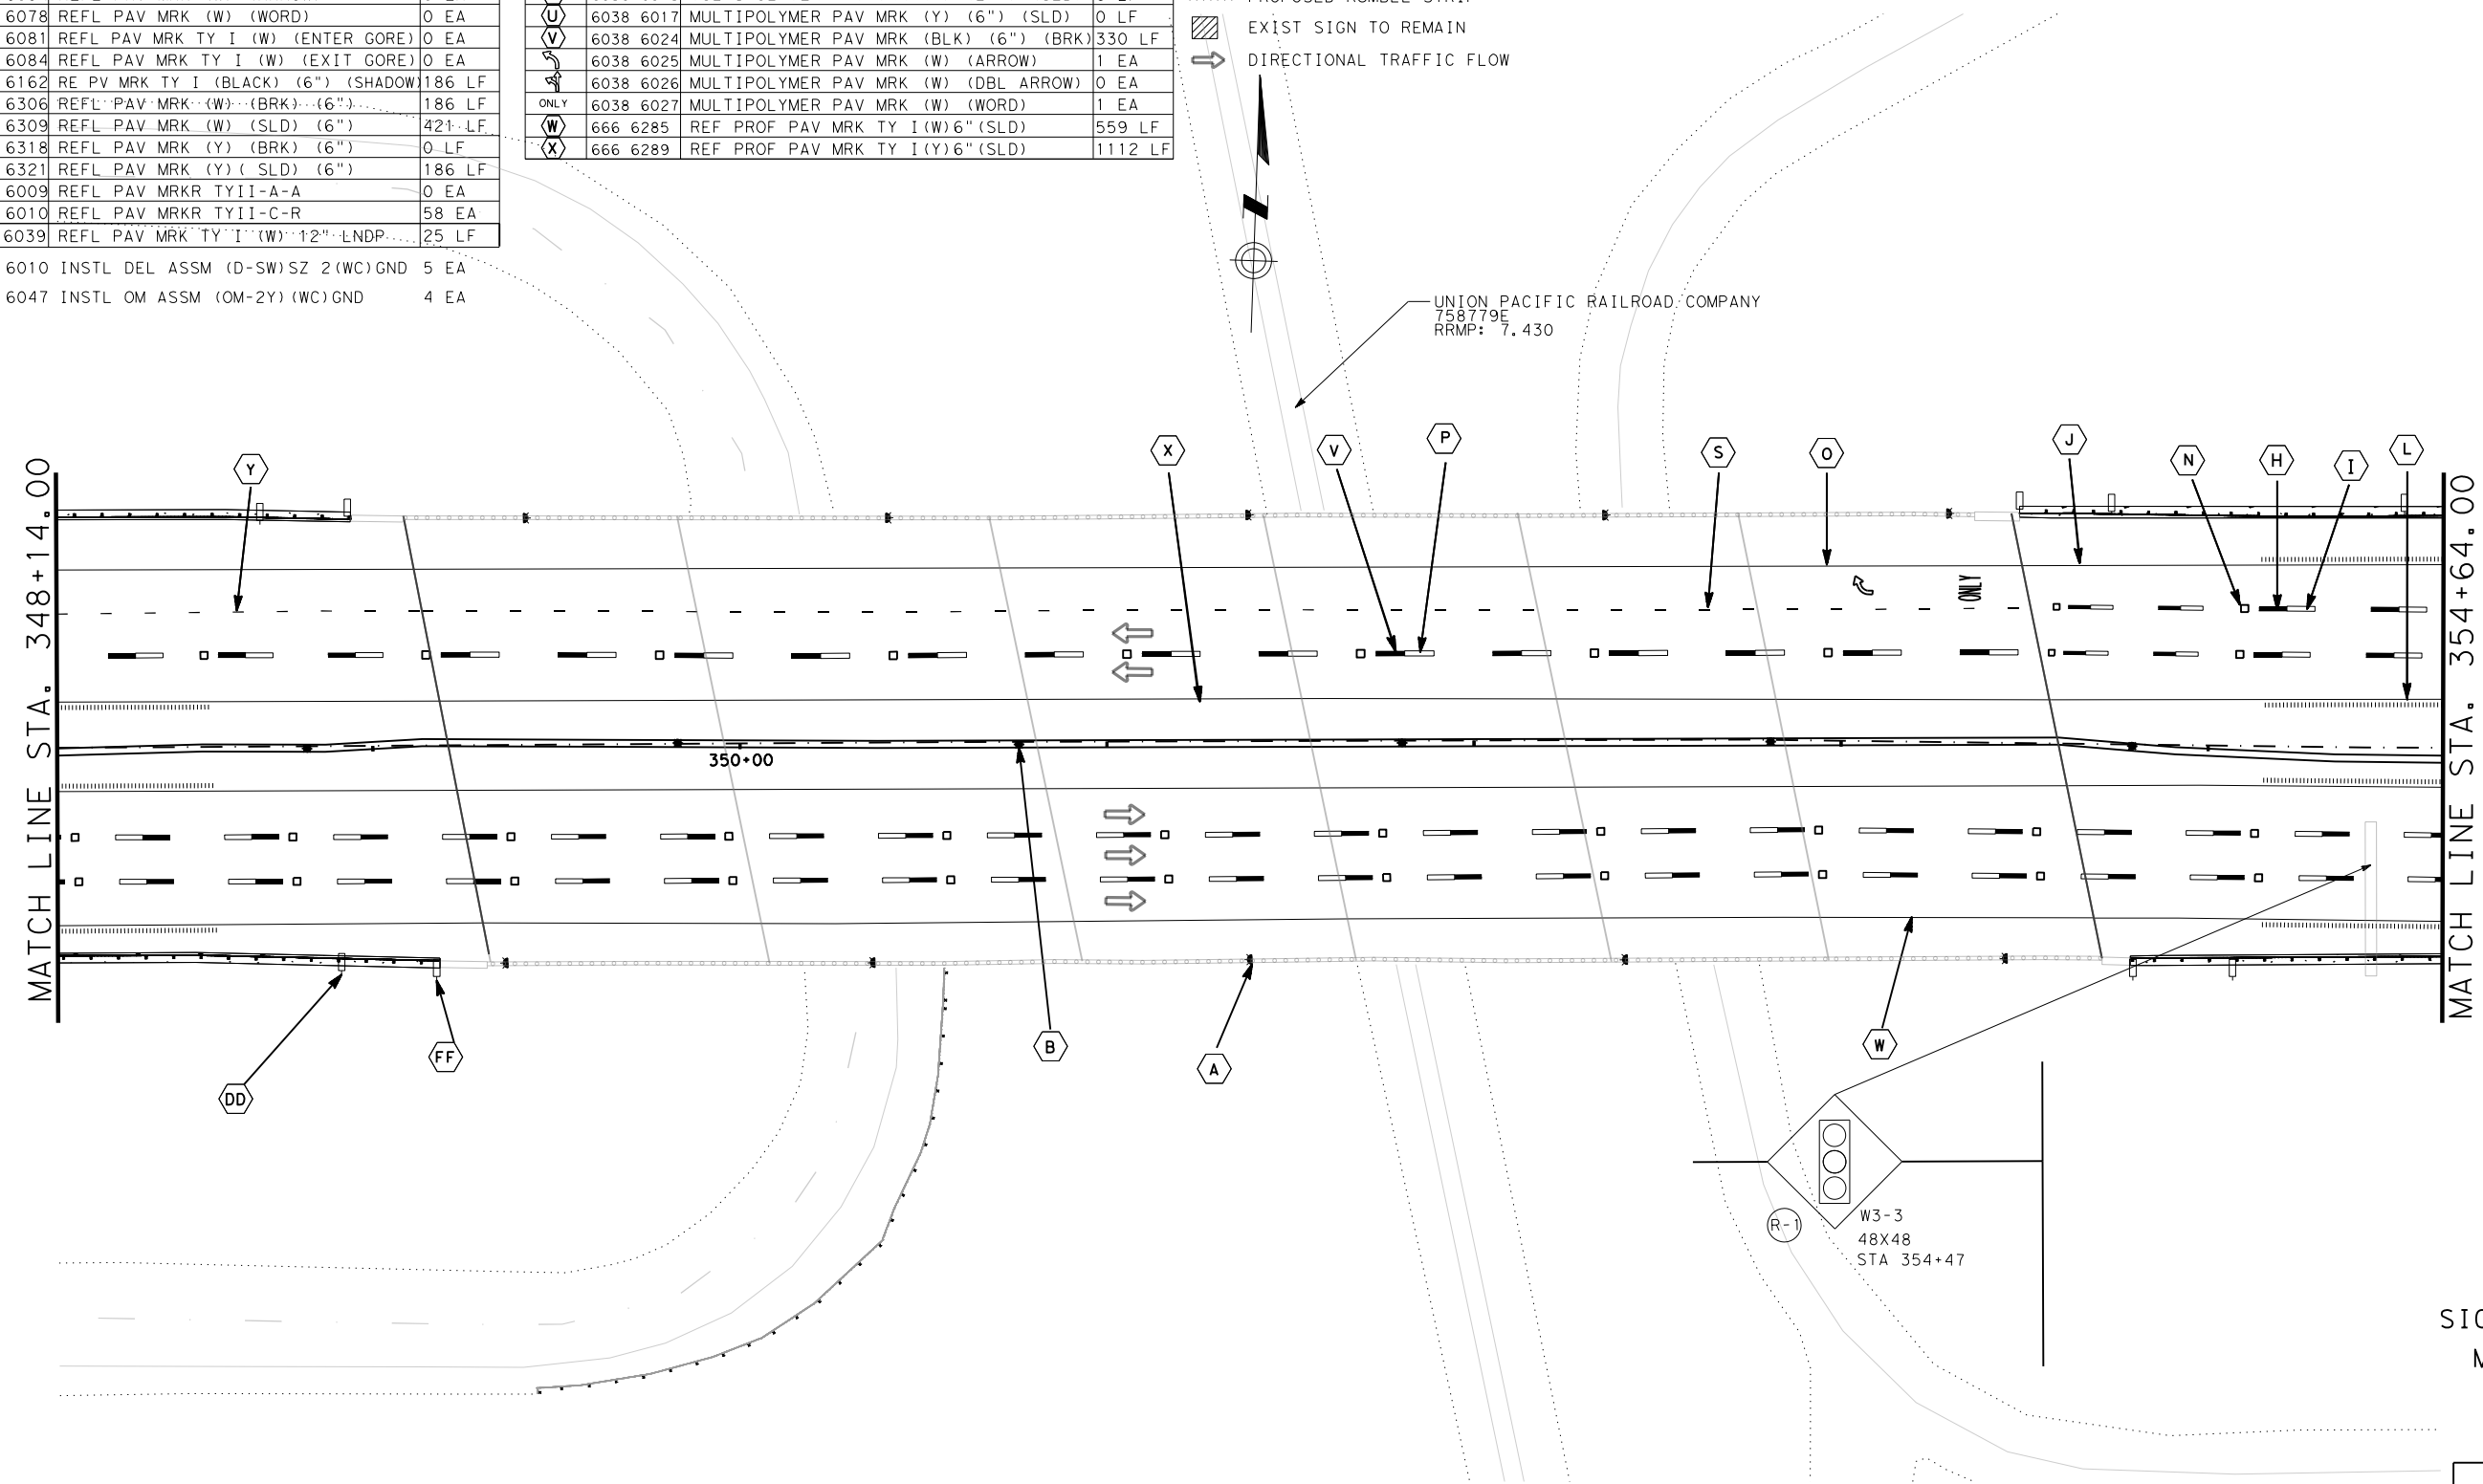 6078 REFL PAV MRK (W) (WORD) 0 EA
6081 REFL PAV MRK TY I (W) (ENTER GORE) 0 EA
6084 REFL PAV MRK TY I (W) (EXIT GORE) 0 EA
6162 RE PV MRK TY I (BLACK) (6") (SHADOW) 186 LF
6306 REFL PAV MRK (W) (BRK) (6") 186 LF
6309 REFL PAV MRK (W) (SLD) (6") 421 LF
6318 REFL PAV MRK (Y) (BRK) (6") 0 LF
6321 REFL PAV MRK (Y)( SLD) (6") 186 LF
6009 REFL PAV MRKR TYII-A-A 0 EA
6010 REFL PAV MRKR TYII-C-R 58 EA
6039 REFL PAV MRK TY I (W) 12" LNDP 25 LF
6010 INSTL DEL ASSM (D-SW)SZ 2(WC)GND 5 EA
6047 INSTL OM ASSM (OM-2Y)(WC)GND 4 EA
U 6038 6017 MULTIPOLYMER PAV MRK (Y) (6") (SLD) 0 LF
V 6038 6024 MULTIPOLYMER PAV MRK (BLK) (6") (BRK) 330 LF
6038 6025 MULTIPOLYMER PAV MRK (W) (ARROW) 1 EA
6038 6026 MULTIPOLYMER PAV MRK (W) (DBL ARROW) 0 EA
ONLY 6038 6027 MULTIPOLYMER PAV MRK (W) (WORD) 1 EA
W 666 6285 REF PROF PAV MRK TY I(W)6"(SLD) 559 LF
X 666 6289 REF PROF PAV MRK TY I(Y)6"(SLD) 1112 LF
PROPOSED RUMBLE STRIP
EXIST SIGN TO REMAIN
DIRECTIONAL TRAFFIC FLOW
N
UNION PACIFIC RAILROAD COMPANY
758779E
RRMP: 7.430
Y
X
V
P
S
O
J
N
H
I
L
MATCH LINE STA. 348+14.00
ONLY
350+00
MATCH LINE STA. 354+64.00
DD
FF
B
A
W
R-1
W3-3
48X48
STA 354+47